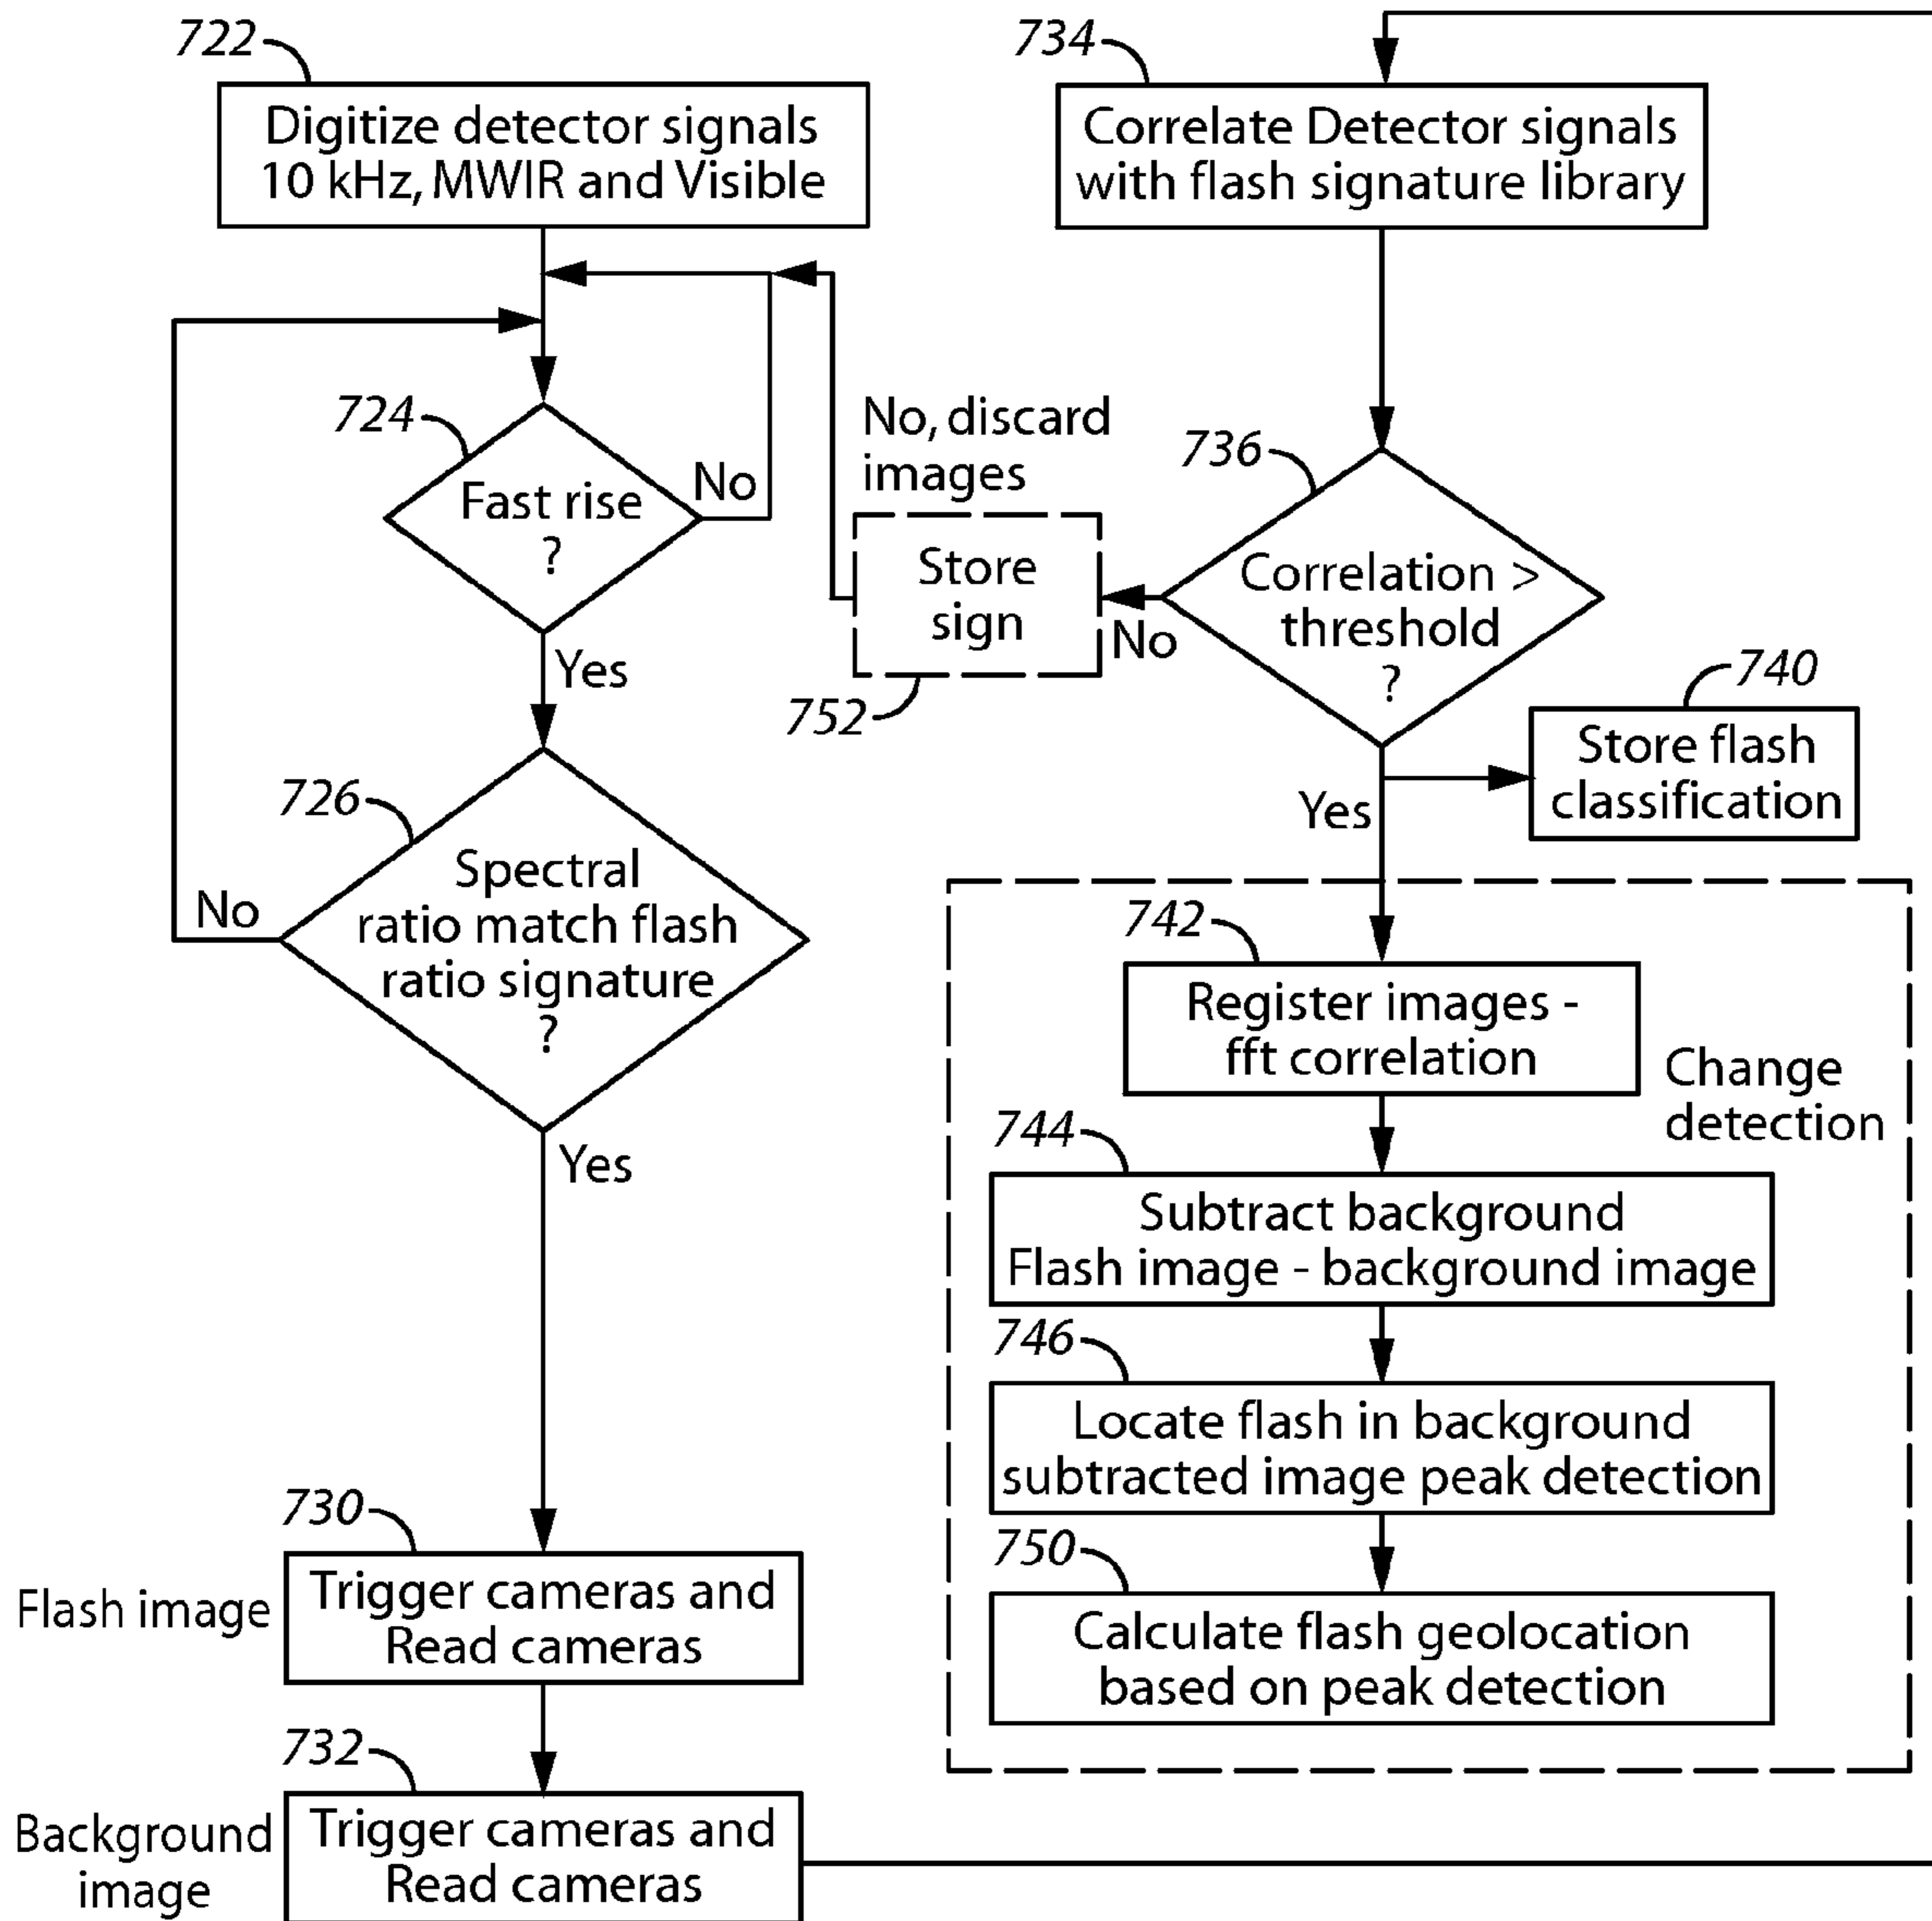 722
Digitize detector signals
10 kHz, MWIR and Visible
724
Fast rise
?
No
Yes
726
Spectral
ratio match flash
ratio signature
?
No
Yes
730
Flash image
Trigger cameras and
Read cameras
732
Background
image
Trigger cameras and
Read cameras
734
Correlate Detector signals
with flash signature library
736
Correlation >
threshold
?
No
No, discard
images
Store
sign
752
Yes
740
Store flash
classification
Change
detection
742
Register images -
fft correlation
744
Subtract background
Flash image - background image
746
Locate flash in background
subtracted image peak detection
750
Calculate flash geolocation
based on peak detection